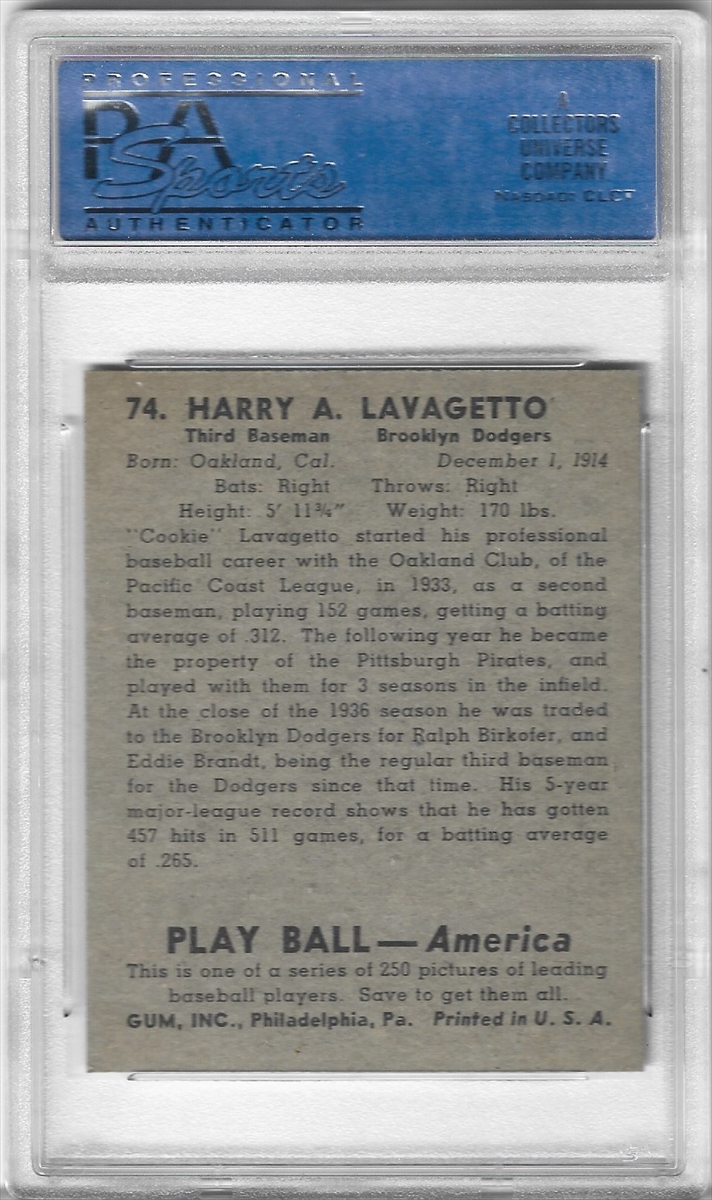 PROFESSIONAL
PSA
Sports
AUTHENTICATOR
A
COLLECTORS
UNIVERSE
COMPANY
NASDAQ: CLCT
74. HARRY A. LAVAGETTO
Third Baseman Brooklyn Dodgers
Born: Oakland, Cal. December 1, 1914
Bats: Right Throws: Right
Height: 5' 11¾" Weight: 170 lbs.
"Cookie" Lavagetto started his professional
baseball career with the Oakland Club, of the
Pacific Coast League, in 1933, as a second
baseman, playing 152 games, getting a batting
average of .312. The following year he became
the property of the Pittsburgh Pirates, and
played with them for 3 seasons in the infield.
At the close of the 1936 season he was traded
to the Brooklyn Dodgers for Ralph Birkofer, and
Eddie Brandt, being the regular third baseman
for the Dodgers since that time. His 5-year
major-league record shows that he has gotten
457 hits in 511 games, for a batting average
of .265.
PLAY BALL — America
This is one of a series of 250 pictures of leading
baseball players. Save to get them all.
GUM, INC., Philadelphia, Pa. Printed in U. S. A.